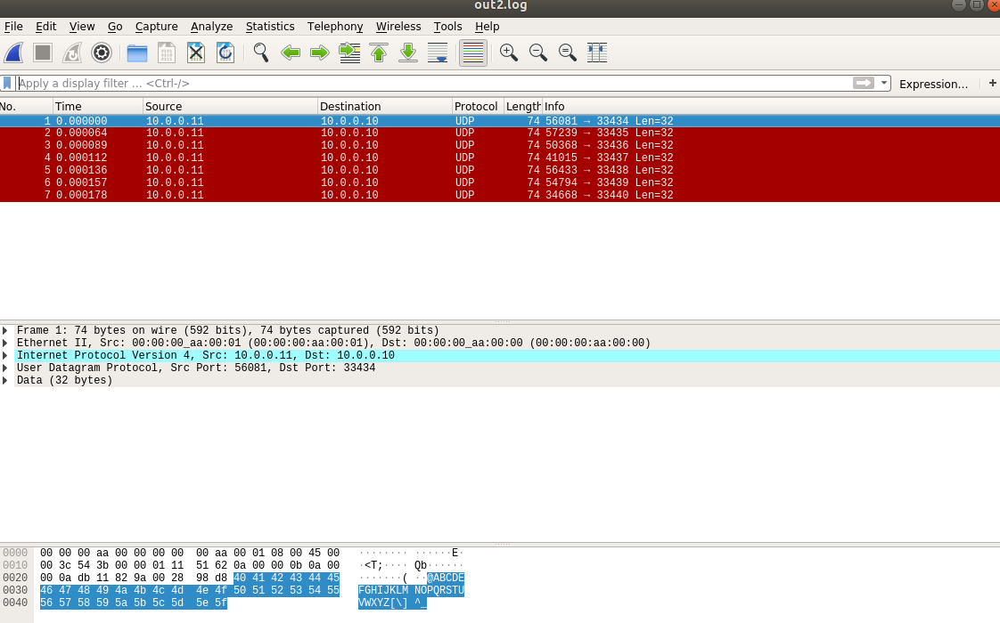 out2.log
File Edit View Go Capture Analyze Statistics Telephony Wireless Tools Help
Apply a display filter ... <Ctrl-/> Expression... +
No. Time Source Destination Protocol Length Info
1 0.000000 10.0.0.11 10.0.0.10 UDP 74 56081 → 33434 Len=32
2 0.000064 10.0.0.11 10.0.0.10 UDP 74 57239 → 33435 Len=32
3 0.000089 10.0.0.11 10.0.0.10 UDP 74 50368 → 33436 Len=32
4 0.000112 10.0.0.11 10.0.0.10 UDP 74 41015 → 33437 Len=32
5 0.000136 10.0.0.11 10.0.0.10 UDP 74 56433 → 33438 Len=32
6 0.000157 10.0.0.11 10.0.0.10 UDP 74 54794 → 33439 Len=32
7 0.000178 10.0.0.11 10.0.0.10 UDP 74 34668 → 33440 Len=32
Frame 1: 74 bytes on wire (592 bits), 74 bytes captured (592 bits)
Ethernet II, Src: 00:00:00_aa:00:01 (00:00:00:aa:00:01), Dst: 00:00:00_aa:00:00 (00:00:00:aa:00:00)
Internet Protocol Version 4, Src: 10.0.0.11, Dst: 10.0.0.10
User Datagram Protocol, Src Port: 56081, Dst Port: 33434
Data (32 bytes)
0000 00 00 00 aa 00 00 00 00 00 aa 00 01 08 00 45 00 ········ ······E·
0010 00 3c 54 3b 00 00 01 11 51 62 0a 00 00 0b 0a 00 ·<T;···· Qb······
0020 00 0a db 11 82 9a 00 28 98 d8 40 41 42 43 44 45 ·······( ··@ABCDE
0030 46 47 48 49 4a 4b 4c 4d 4e 4f 50 51 52 53 54 55 FGHIJKLM NOPQRSTU
0040 56 57 58 59 5a 5b 5c 5d 5e 5f VWXYZ[\] ^_